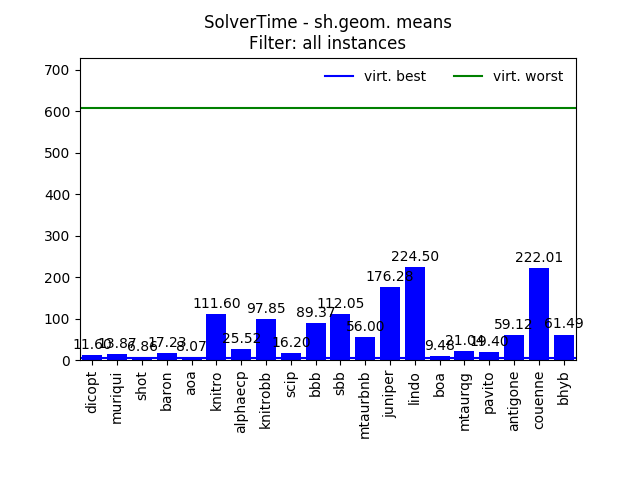 SolverTime - sh.geom. means
Filter: all instances
virt. best
virt. worst
700
600
500
400
300
200
100
0
11.60
13.87
6.86
17.23
8.07
111.60
25.52
97.85
16.20
89.37
112.05
56.00
176.28
224.50
9.48
21.04
19.40
59.12
222.01
61.49
dicopt
muriqui
shot
baron
aoa
knitro
alphaecp
knitrobb
scip
bbb
sbb
mtaurbnb
juniper
lindo
boa
mtaurqg
pavito
antigone
couenne
bhyb